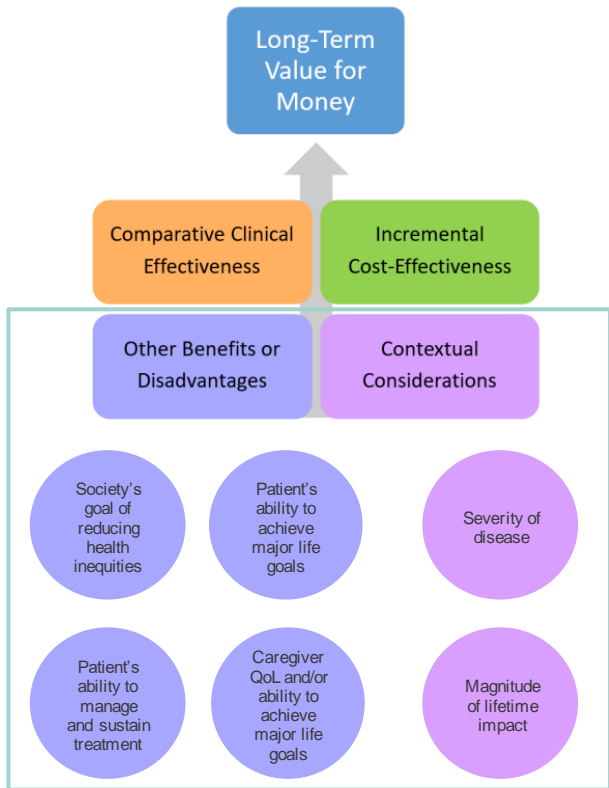 Long-Term
Value for
Money
Comparative Clinical
Effectiveness
Incremental
Cost-Effectiveness
Other Benefits or
Disadvantages
Contextual
Considerations
Society's
goal of
reducing
health
inequities
Patient's
ability to
achieve
major life
goals
Severity of
disease
Patient's
ability to
manage
and sustain
treatment
Caregiver
QoL and/or
ability to
achieve
major life
goals
Magnitude
of lifetime
impact